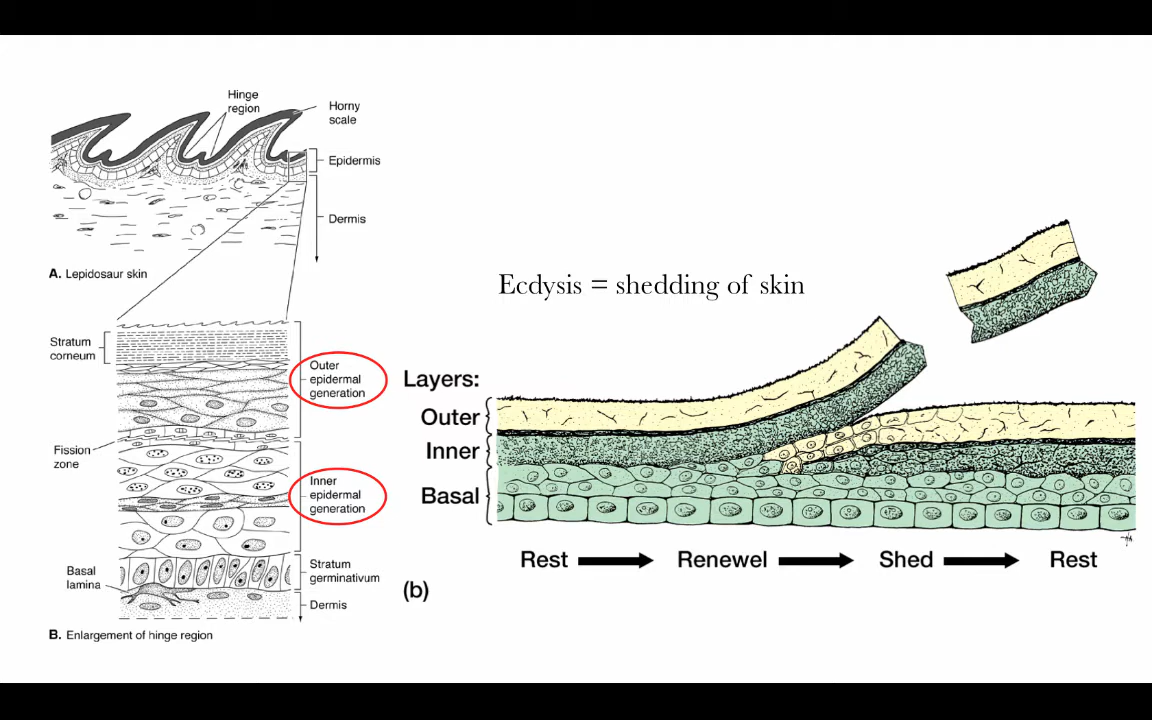 Hinge
region
Horny
scale
Epidermis
Dermis
A. Lepidosaur skin
Stratum
corneum
Outer
epidermal
generation
Fission
zone
Inner
epidermal
generation
Basal
lamina
Stratum
germinativum
Dermis
B. Enlargement of hinge region
Ecdysis = shedding of skin
Layers:
Outer
Inner
Basal
Rest Renewel Shed Rest
(b)